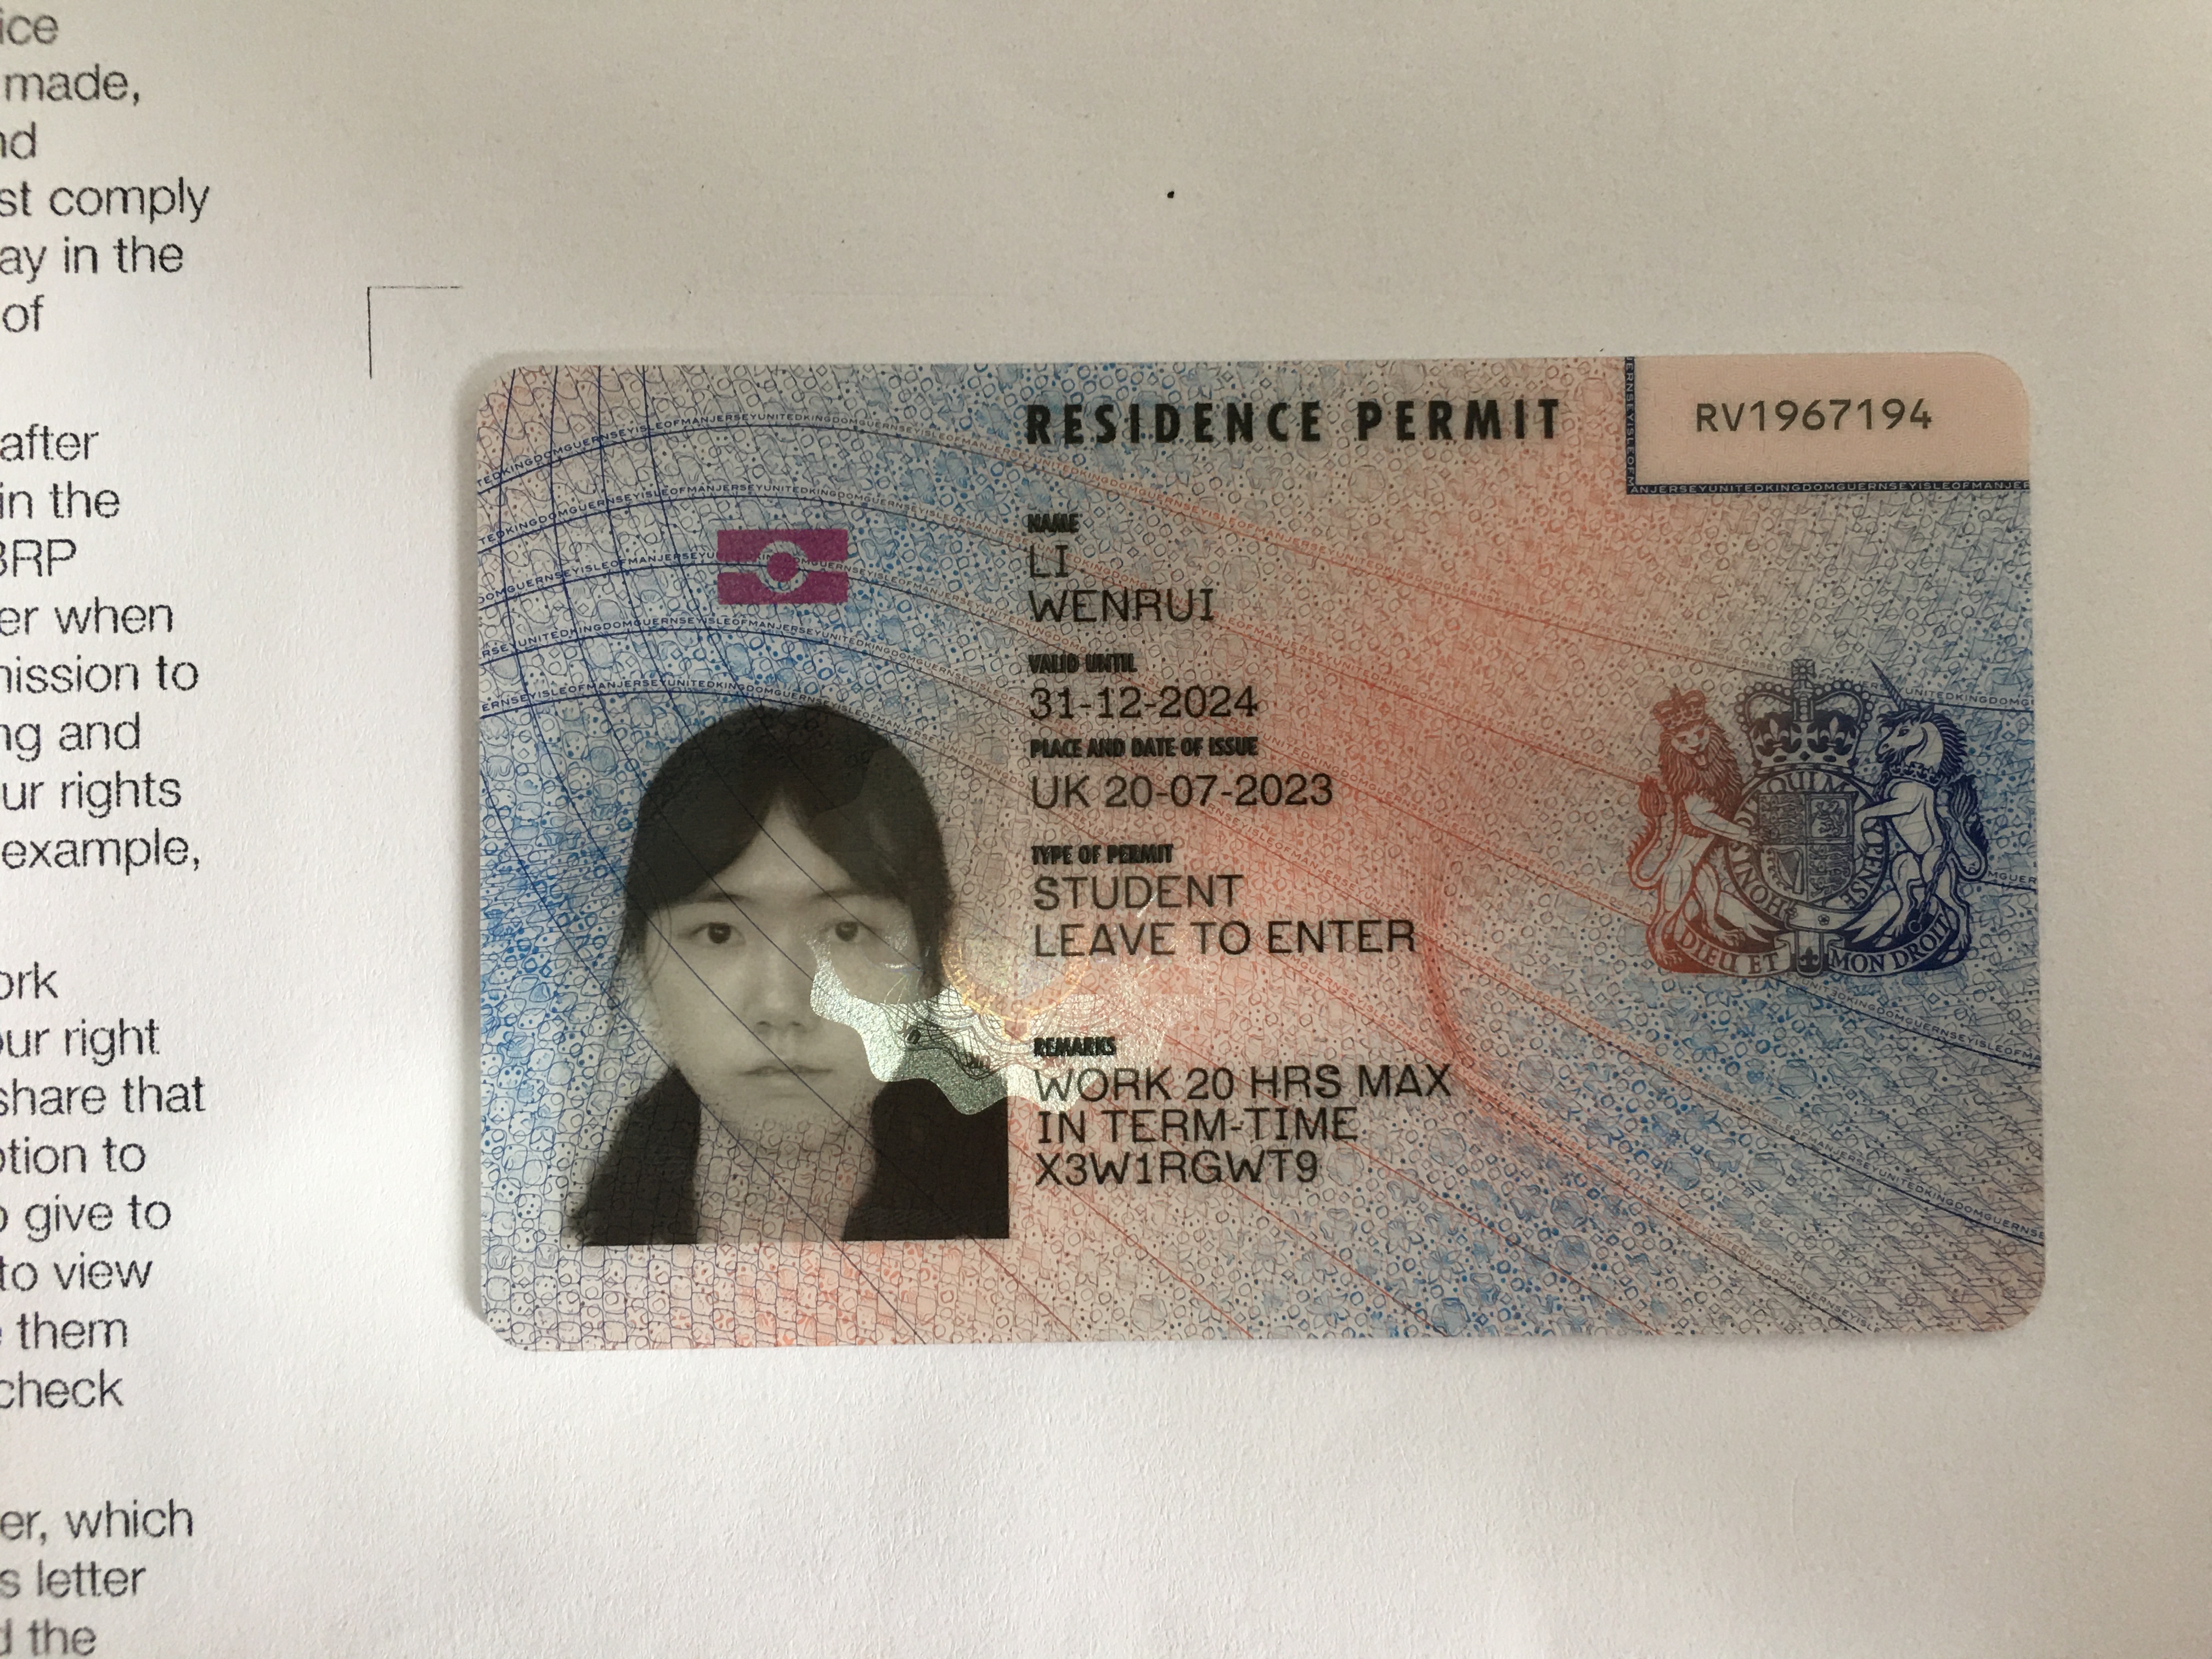 ice
made,
nd
st comply
ay in the
of
after
in the
BRP
er when
mission to
ng and
ur rights
example,
ork
our right
share that
ption to
o give to
to view
e them
check
er, which
s letter
d the
RESIDENCE PERMIT
RV1967194
NAME
LI
WENRUI
VALID UNTIL
31-12-2024
PLACE AND DATE OF ISSUE
UK 20-07-2023
TYPE OF PERMIT
STUDENT
LEAVE TO ENTER
REMARKS
WORK 20 HRS MAX
IN TERM-TIME
X3W1RGWT9
DIEU ET MON DROIT
ANJERSEYUNITEDKINGDOMGUERNSEYISLEOFMANJER